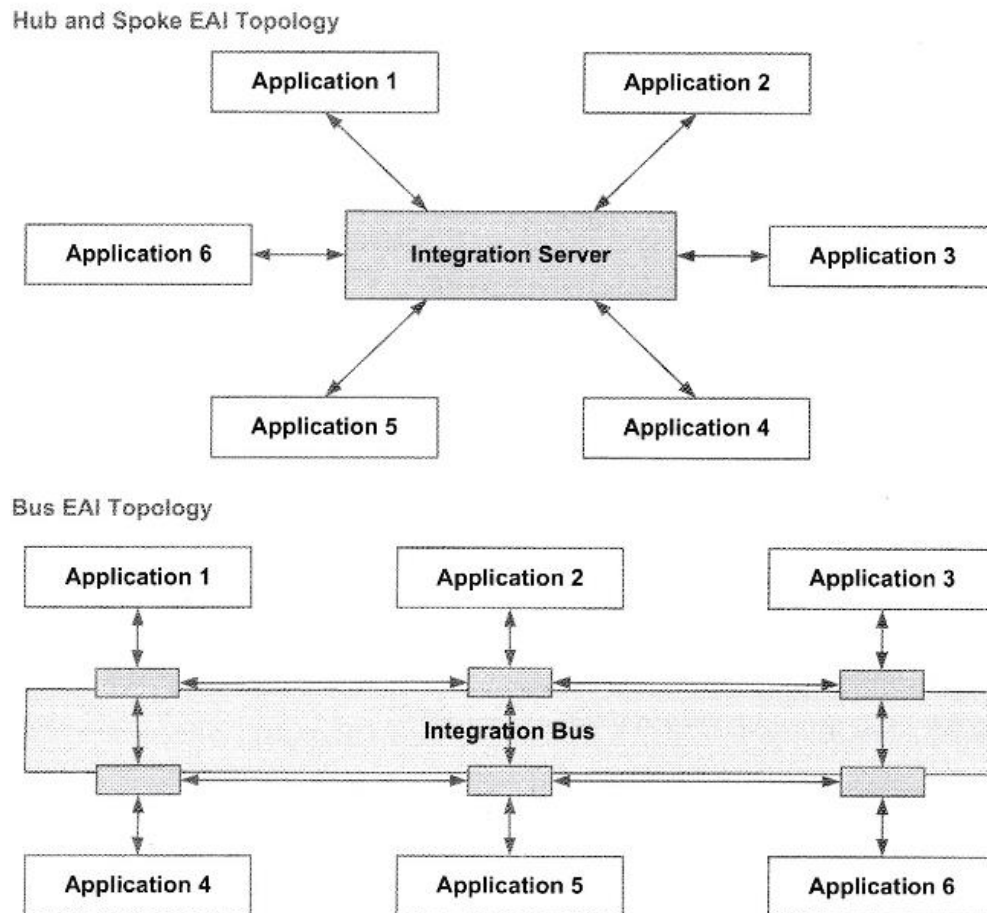 Hub and Spoke EAI Topology
Application 1
Application 2
Application 6
Integration Server
Application 3
Application 5
Application 4
Bus EAI Topology
Application 1
Application 2
Application 3
Integration Bus
Application 4
Application 5
Application 6